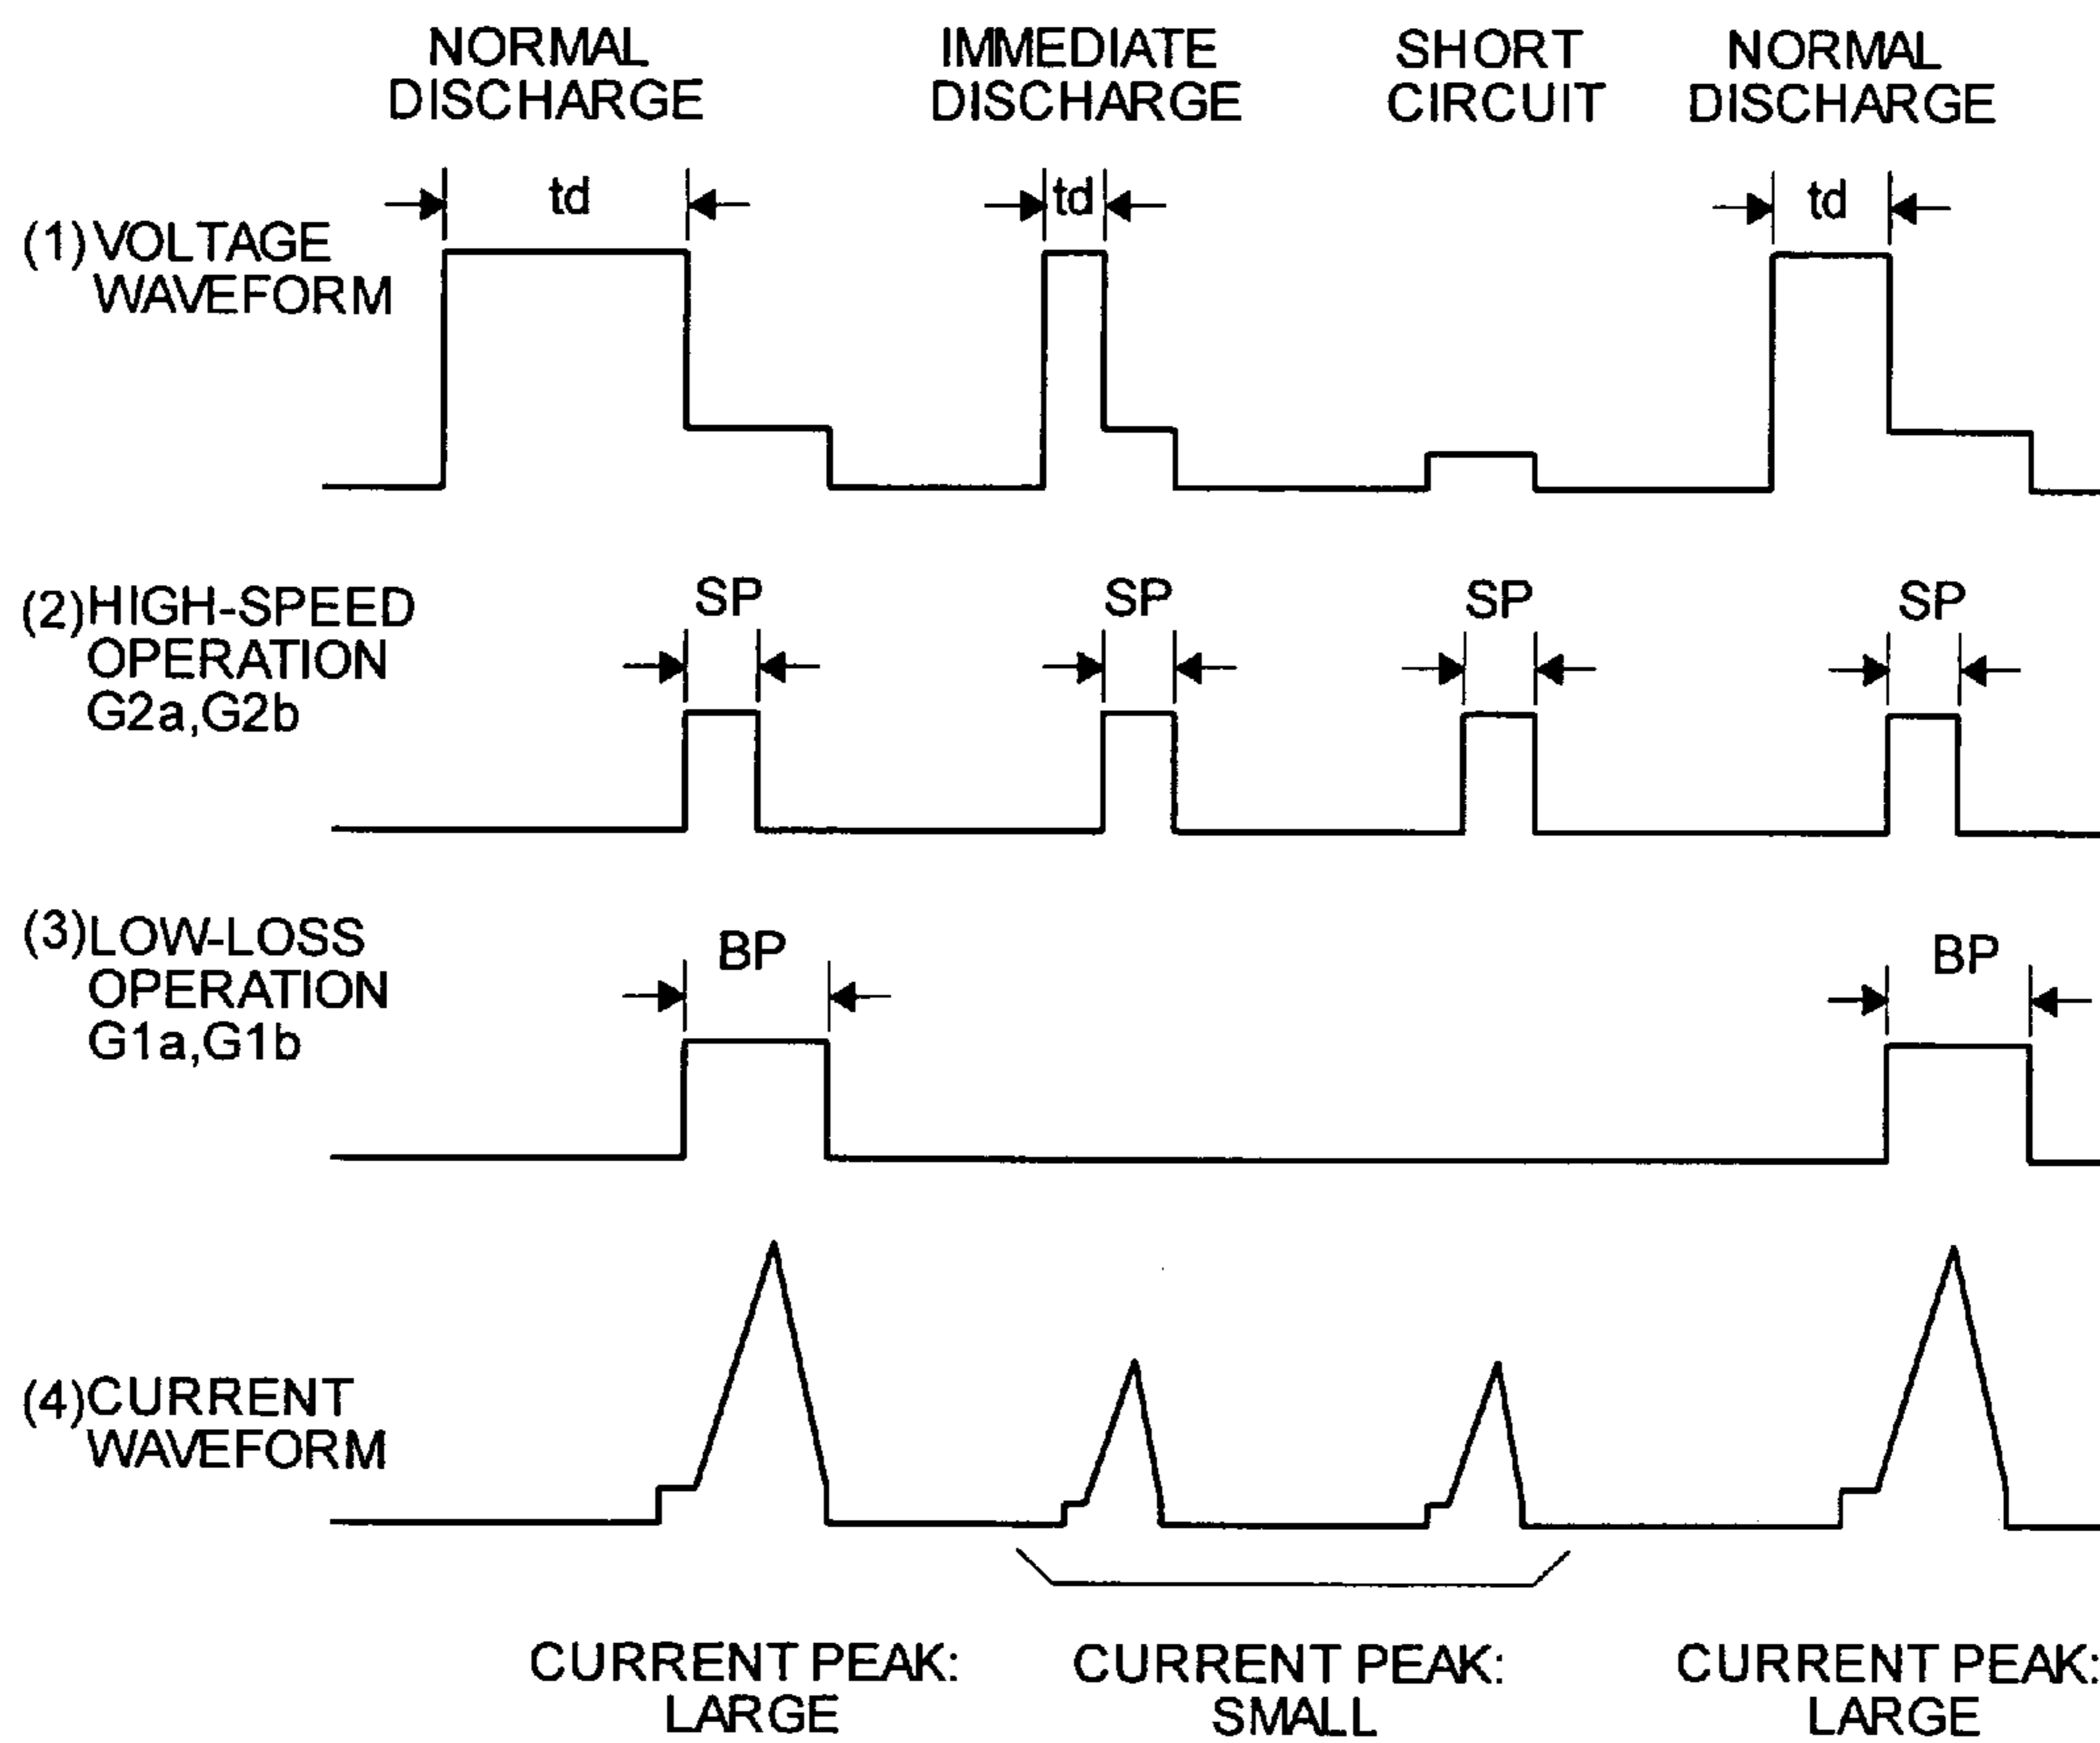 NORMAL
DISCHARGE
IMMEDIATE
DISCHARGE
SHORT
CIRCUIT
NORMAL
DISCHARGE
td
td
td
(1) VOLTAGE
WAVEFORM
(2) HIGH-SPEED
OPERATION
G2a,G2b
SP
SP
SP
SP
(3) LOW-LOSS
OPERATION
G1a,G1b
BP
BP
(4) CURRENT
WAVEFORM
CURRENT PEAK:
LARGE
CURRENT PEAK:
SMALL
CURRENT PEAK:
LARGE